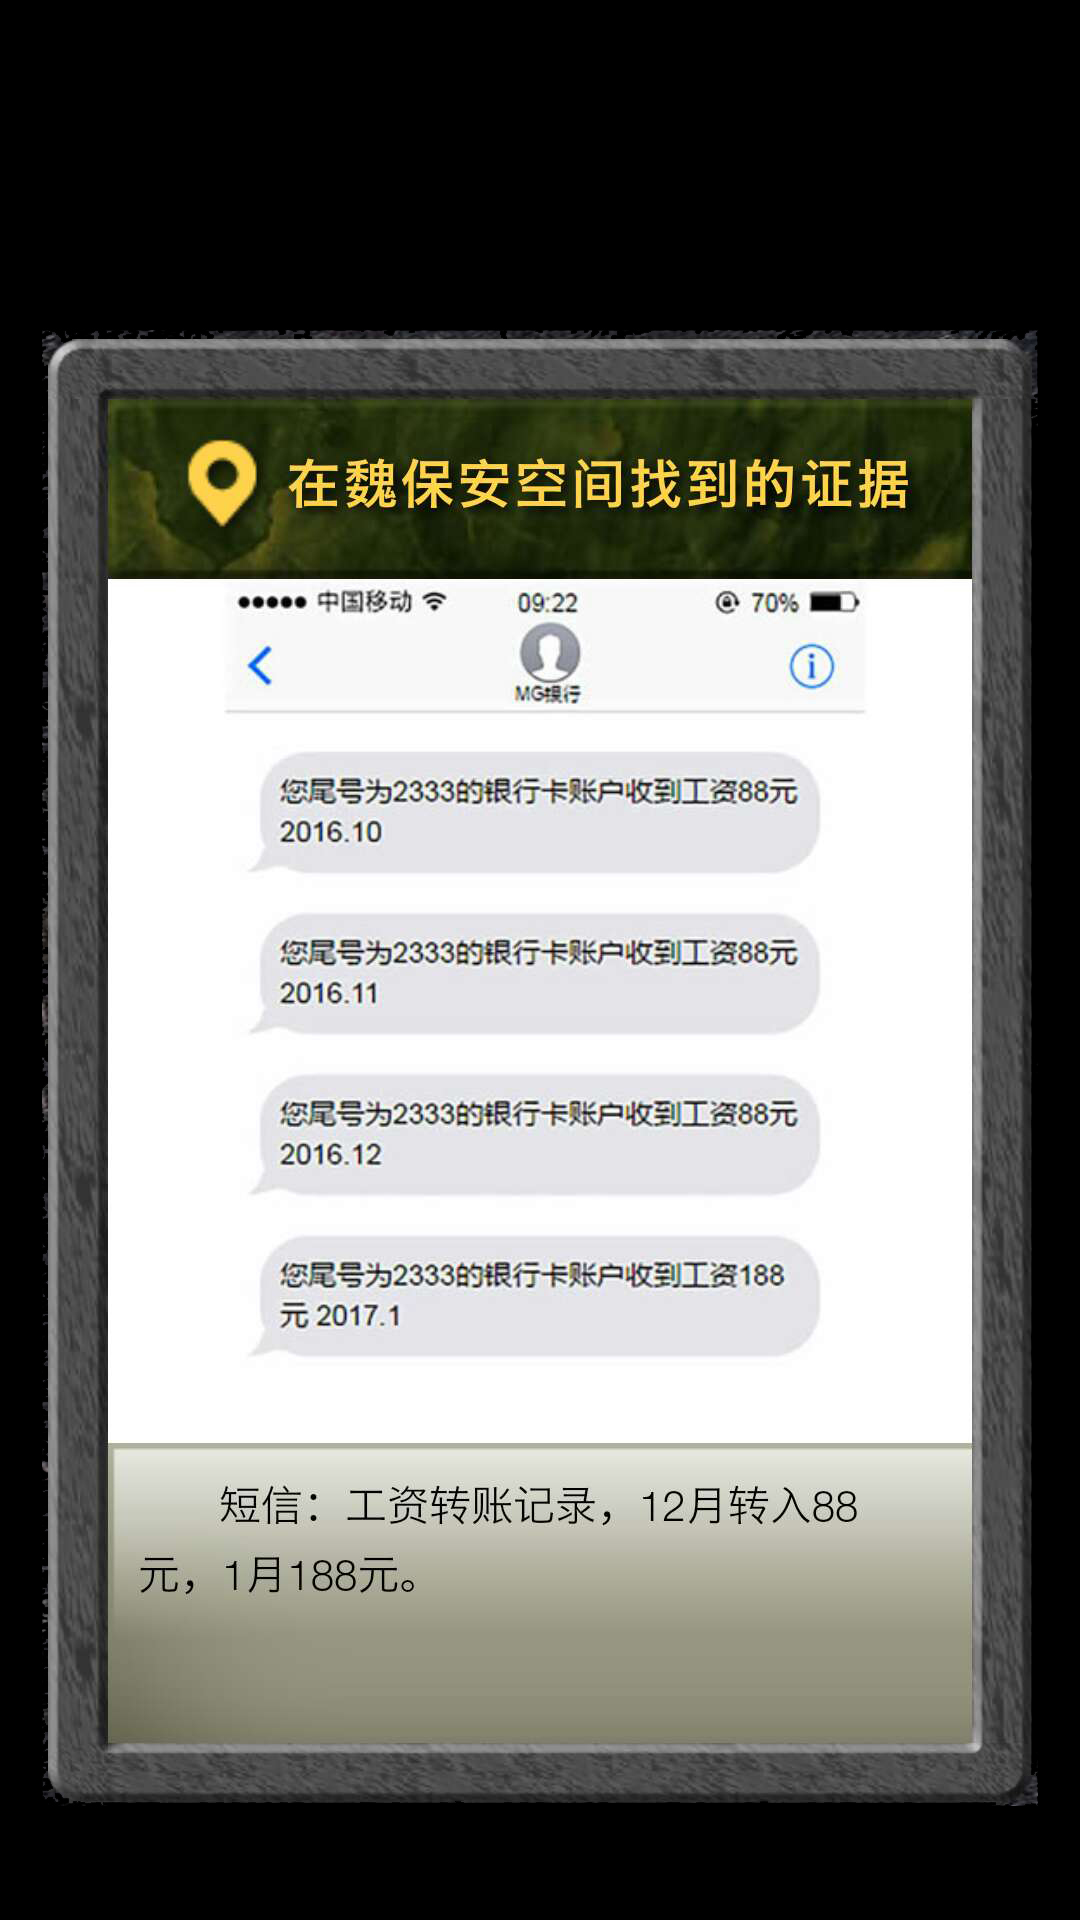 在魏保安空间找到的证据
中国移动 09:22 70%
MG银行
您尾号为2333的银行卡账户收到工资88元
2016.10
您尾号为2333的银行卡账户收到工资88元
2016.11
您尾号为2333的银行卡账户收到工资88元
2016.12
您尾号为2333的银行卡账户收到工资188
元 2017.1
短信：工资转账记录，12月转入88
元，1月188元。